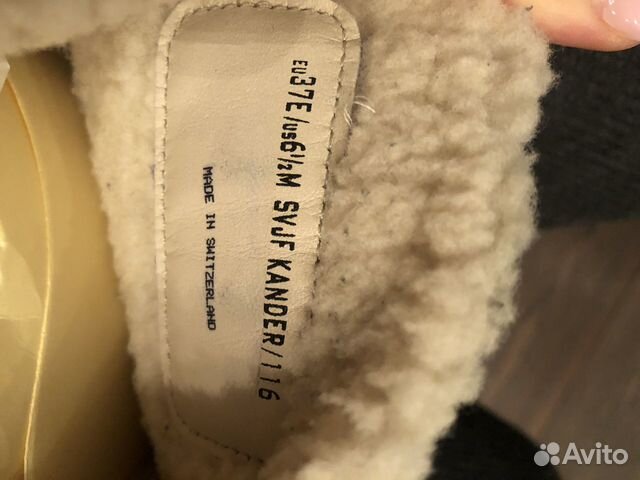 EU37E/US6½M SVJF KANDER/116
MADE IN SWITZERLAND
Avito